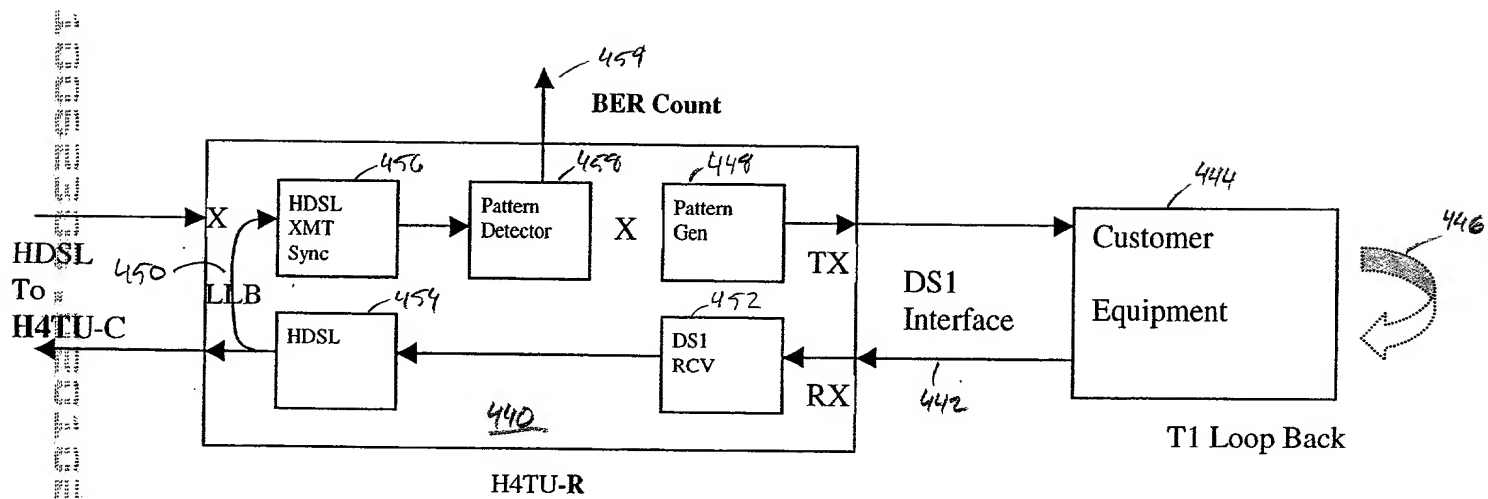 459
BER Count
456
458
448
444
446
HDSL
XMT
Sync
Pattern
Detector
Pattern
Gen
X
X
TX
Customer
Equipment
HDSL
To
H4TU-C
450
LLB
454
452
DS1
Interface
HDSL
DS1
RCV
RX
442
440
T1 Loop Back
H4TU-R